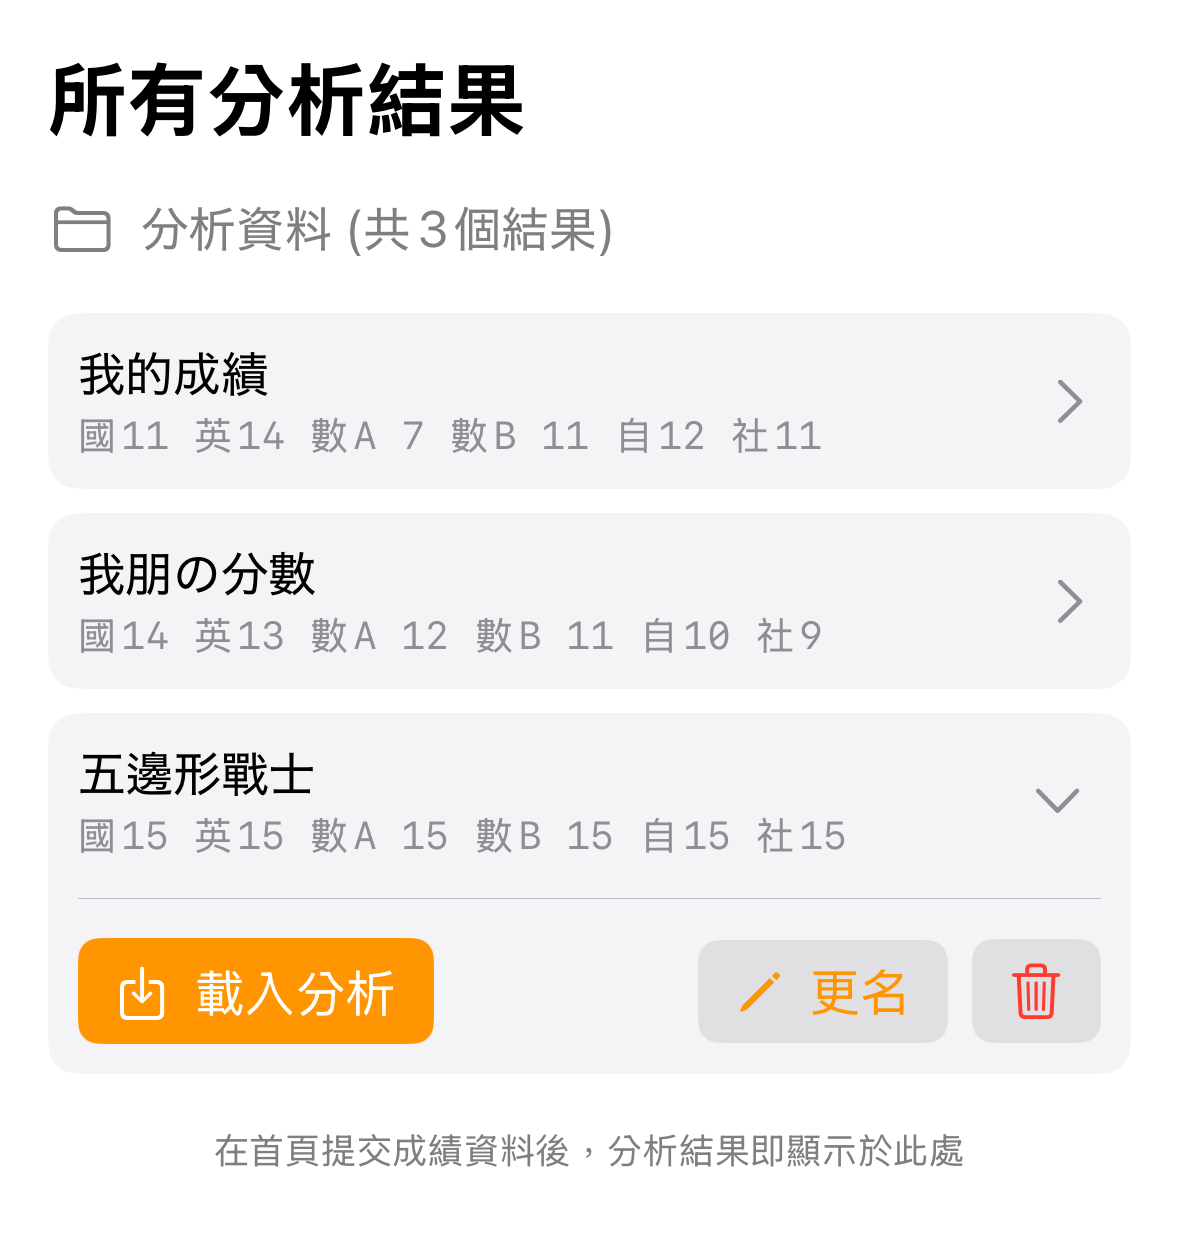 所有分析結果
分析資料 (共3個結果)
我的成績
國11 英14 數A 7 數B 11 自12 社11
我朋の分數
國14 英13 數A 12 數B 11 自10 社9
五邊形戰士
國15 英15 數A 15 數B 15 自15 社15
載入分析 更名
在首頁提交成績資料後，分析結果即顯示於此處